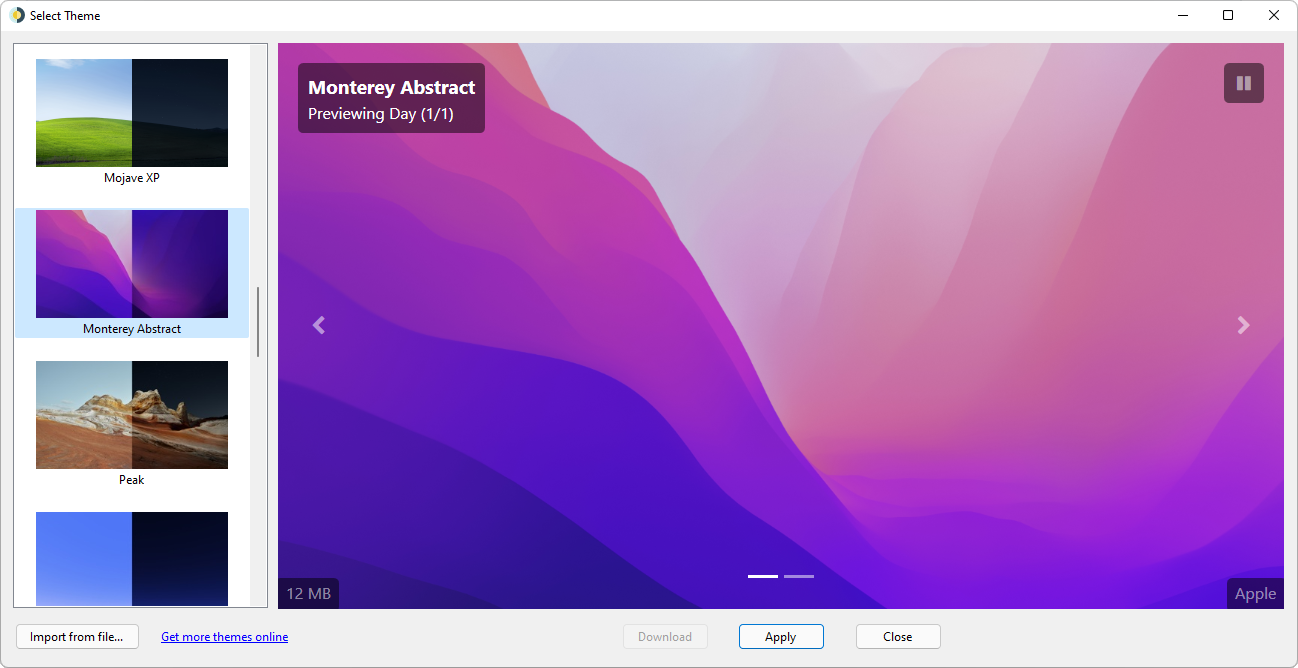 Select Theme
Mojave XP
Monterey Abstract
Peak
Monterey Abstract
Previewing Day (1/1)
12 MB
Apple
Import from file...
Get more themes online
Download
Apply
Close